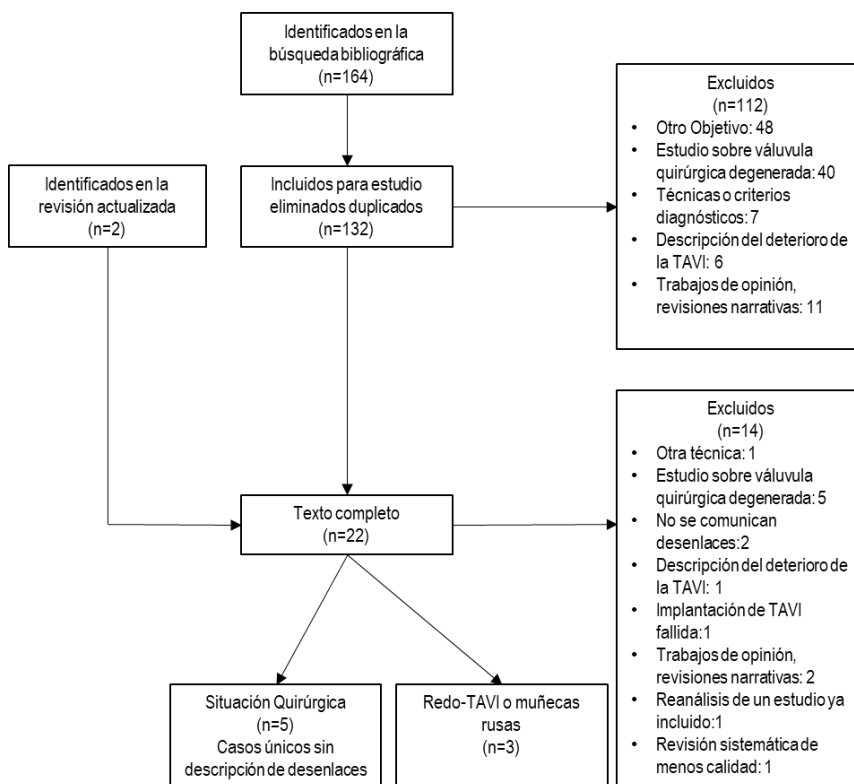 Identificados en la
búsqueda bibliográfica
(n=164)
Excluidos
(n=112)
• Otro Objetivo: 48
• Estudio sobre váluvula
quirúrgica degenerada: 40
• Técnicas o criterios
diagnósticos: 7
• Descripción del deterioro de
la TAVI: 6
• Trabajos de opinión,
revisiones narrativas: 11
Identificados en la
revisión actualizada
(n=2)
Incluidos para estudio
eliminados duplicados
(n=132)
Excluidos
(n=14)
• Otra técnica: 1
• Estudio sobre váluvula
quirúrgica degenerada: 5
• No se comunican
desenlaces:2
• Descripción del deterioro de
la TAVI: 1
• Implantación de TAVI
fallida:1
• Trabajos de opinión,
revisiones narrativas: 2
• Reanálisis de un estudio ya
incluido:1
• Revisión sistemática de
menos calidad: 1
Texto completo
(n=22)
Situación Quirúrgica
(n=5)
Casos únicos sin
descripción de desenlaces
Redo-TAVI o muñecas
rusas
(n=3)